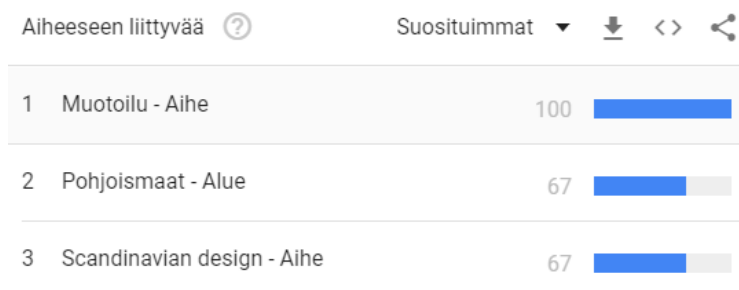 Aiheeseen liittyvää ? Suosituimmat
1 Muotoilu - Aihe 100
2 Pohjoismaat - Alue 67
3 Scandinavian design - Aihe 67